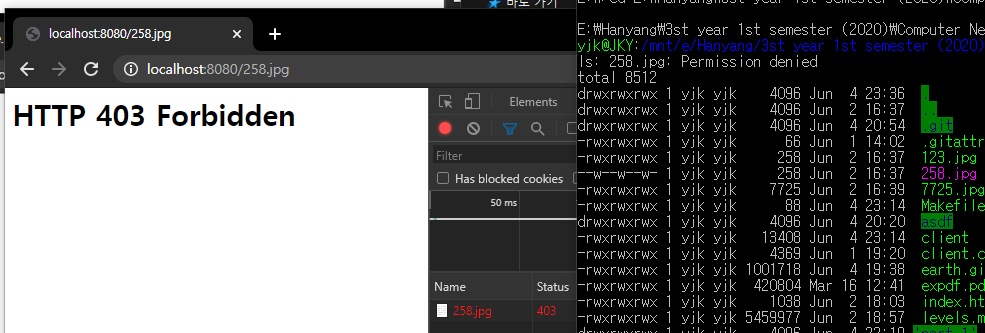 바로 가기
localhost:8080/258.jpg
localhost:8080/258.jpg
HTTP 403 Forbidden
Elements
Filter
Has blocked cookies
50 ms
Name Status
258.jpg 403
E:\Hanyang\3st year 1st semester (2020)\Computer Ne
yjk@JKY:/mnt/e/Hanyang/3st year 1st semester (2020)
ls: 258.jpg: Permission denied
total 8512
drwxrwxrwx 1 yjk yjk 4096 Jun 4 23:36 .
drwxrwxrwx 1 yjk yjk 4096 Jun 2 16:37 ..
drwxrwxrwx 1 yjk yjk 4096 Jun 4 20:54 .git
-rwxrwxrwx 1 yjk yjk 66 Jun 1 14:02 .gitattr
-rwxrwxrwx 1 yjk yjk 258 Jun 2 16:37 123.jpg
--w--w--w- 1 yjk yjk 258 Jun 2 16:37 258.jpg
-rwxrwxrwx 1 yjk yjk 7725 Jun 2 16:39 7725.jpg
-rwxrwxrwx 1 yjk yjk 88 Jun 4 23:14 Makefile
drwxrwxrwx 1 yjk yjk 4096 Jun 4 20:20 asdf
-rwxrwxrwx 1 yjk yjk 13408 Jun 4 23:14 client
-rwxrwxrwx 1 yjk yjk 4369 Jun 1 19:20 client.c
-rwxrwxrwx 1 yjk yjk 1001718 Jun 4 19:38 earth.gi
-rwxrwxrwx 1 yjk yjk 420804 Mar 16 12:41 expdf.pd
-rwxrwxrwx 1 yjk yjk 1038 Jun 2 18:03 index.ht
-rwxrwxrwx 1 yjk yjk 5459977 Jun 2 18:57 levels.m